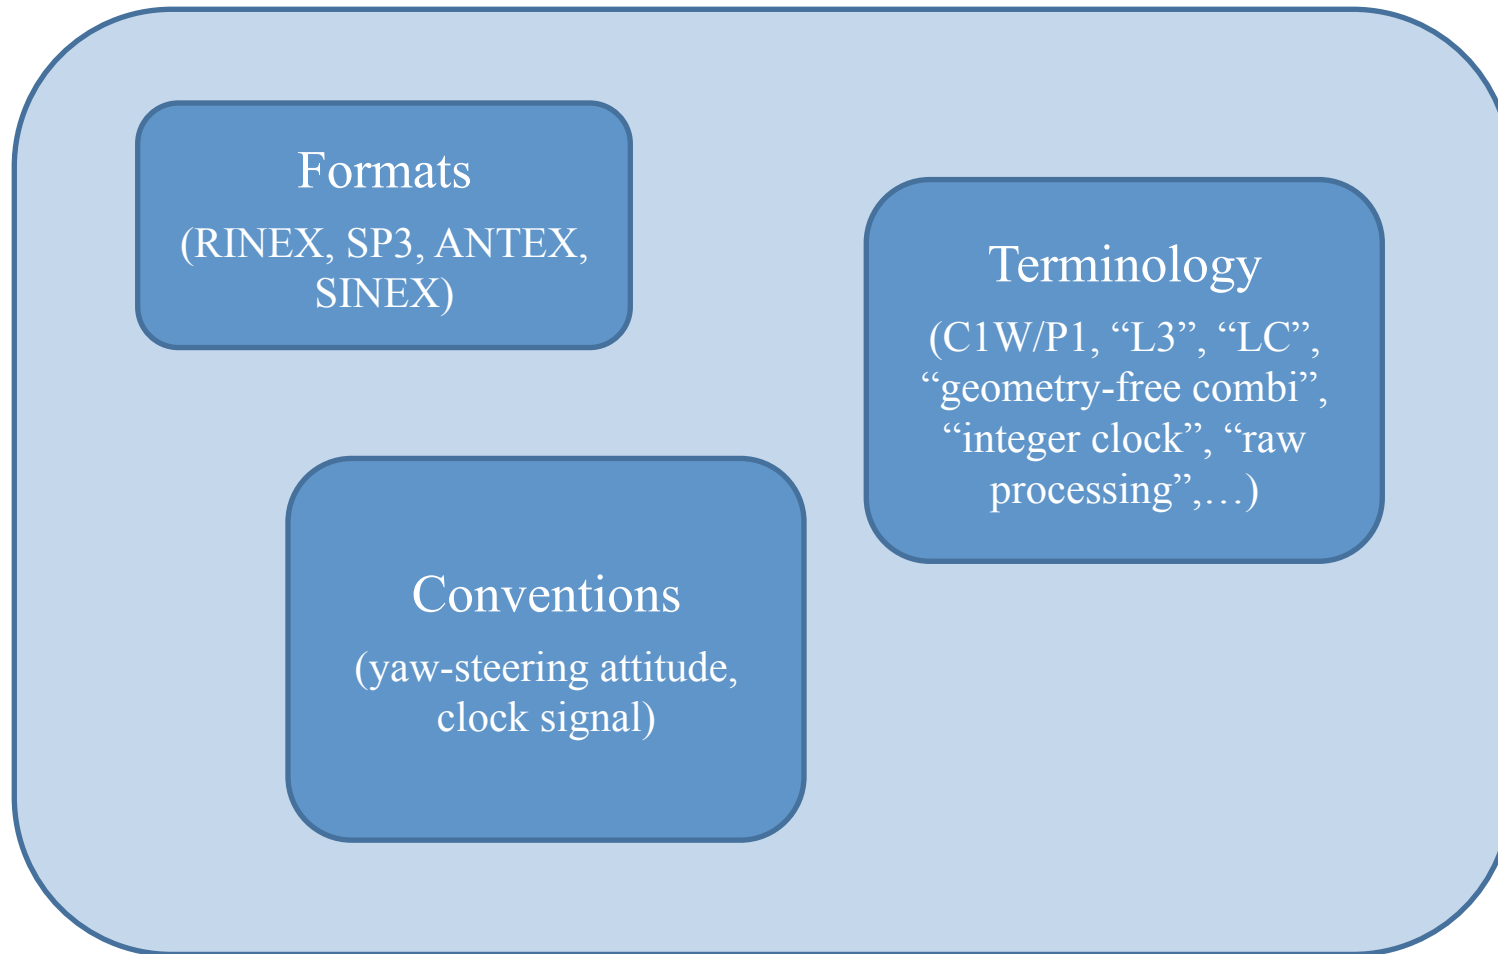 Formats
(RINEX, SP3, ANTEX,
SINEX)
Terminology
(C1W/P1, “L3”, “LC”,
“geometry-free combi”,
“integer clock”, “raw
processing”,…)
Conventions
(yaw-steering attitude,
clock signal)